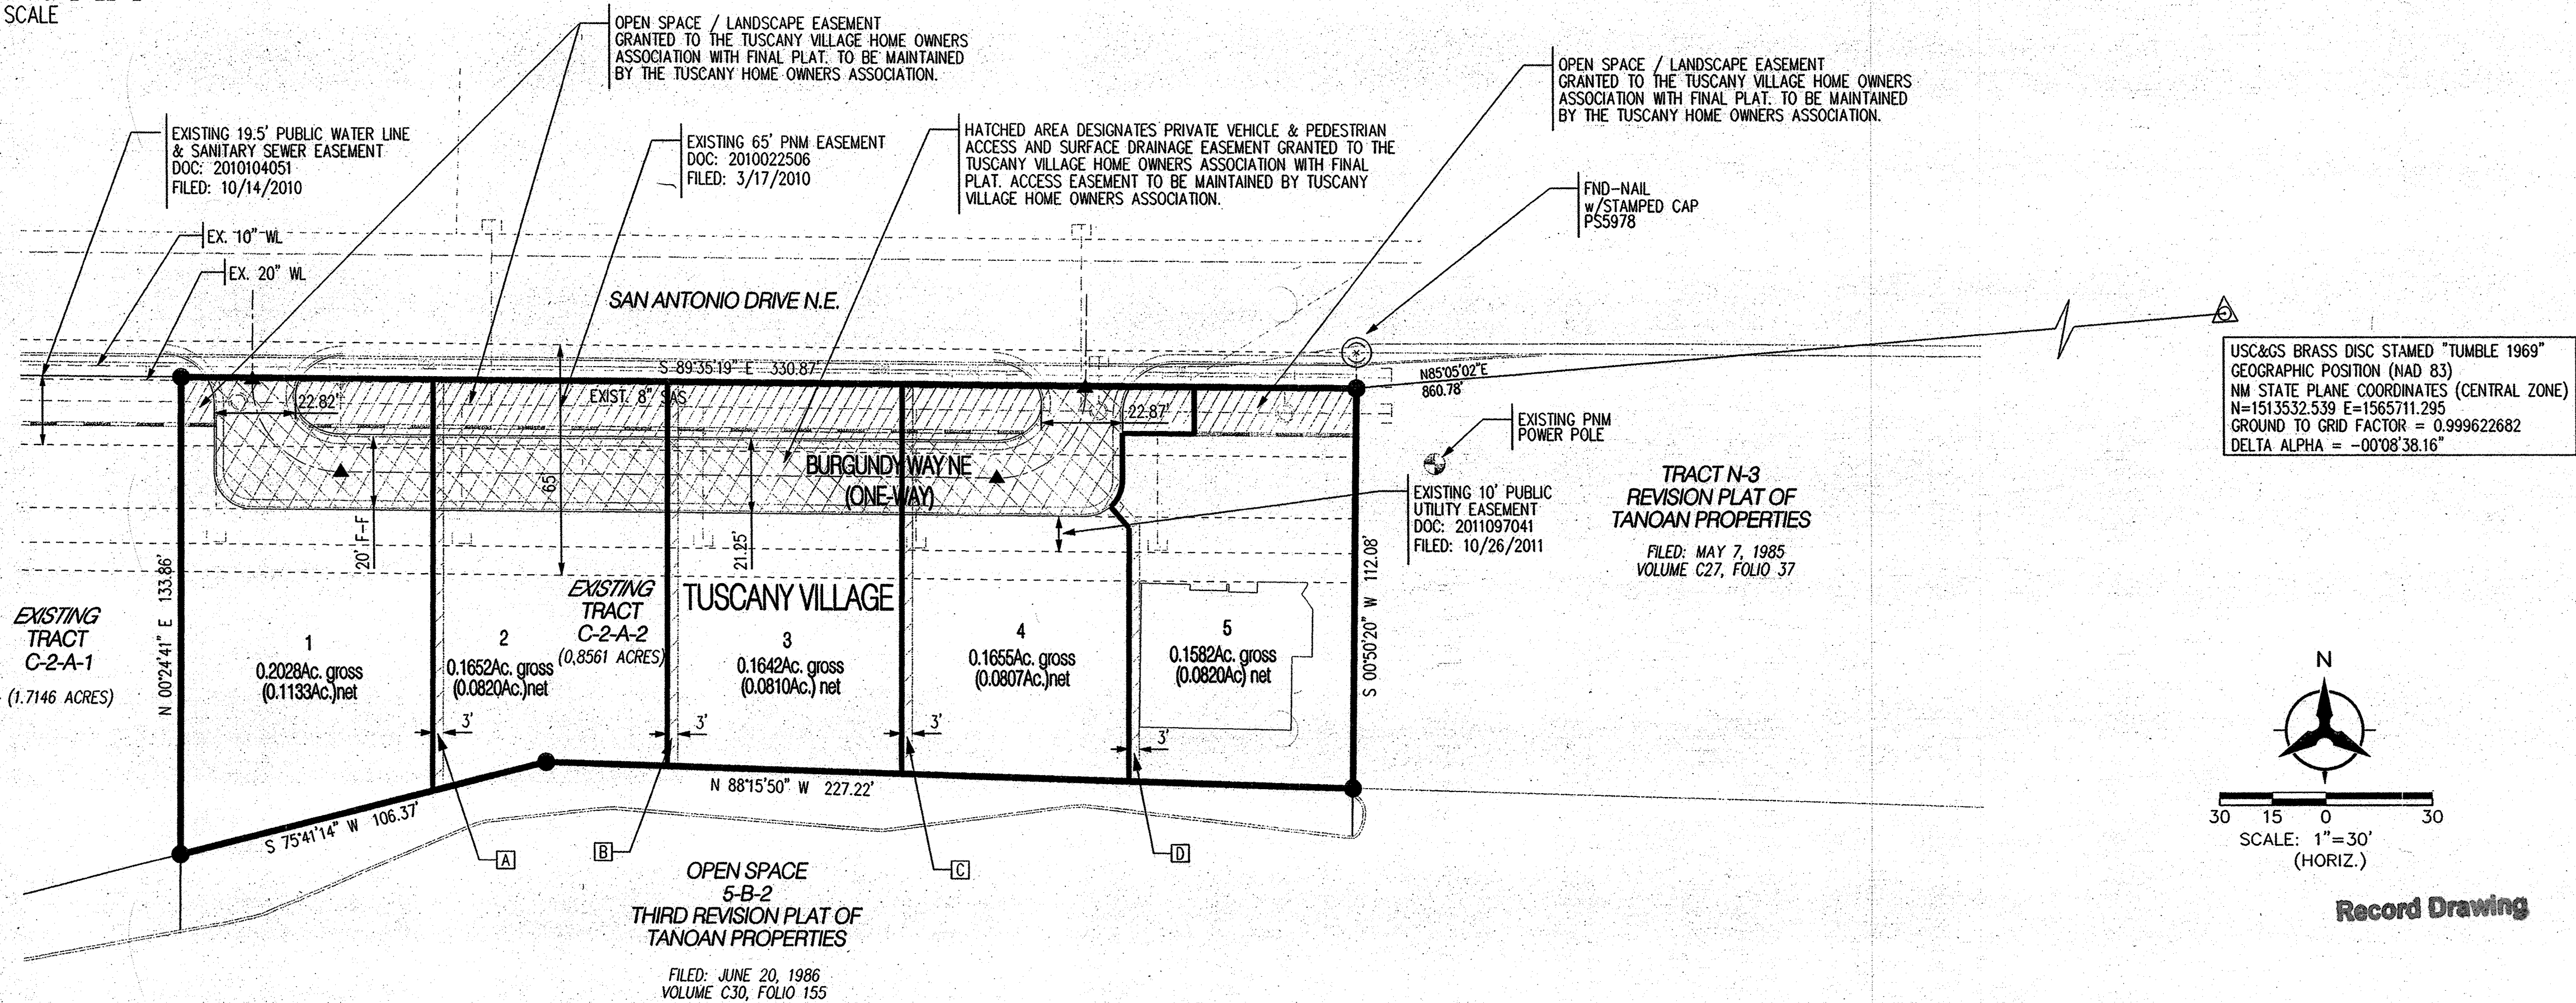 SCALE
OPEN SPACE / LANDSCAPE EASEMENT
GRANTED TO THE TUSCANY VILLAGE HOME OWNERS
ASSOCIATION WITH FINAL PLAT. TO BE MAINTAINED
BY THE TUSCANY HOME OWNERS ASSOCIATION.
OPEN SPACE / LANDSCAPE EASEMENT
GRANTED TO THE TUSCANY VILLAGE HOME OWNERS
ASSOCIATION WITH FINAL PLAT. TO BE MAINTAINED
BY THE TUSCANY HOME OWNERS ASSOCIATION.
EXISTING 19.5' PUBLIC WATER LINE
& SANITARY SEWER EASEMENT
DOC: 2010104051
FILED: 10/14/2010
EXISTING 65' PNM EASEMENT
DOC: 2010022506
FILED: 3/17/2010
HATCHED AREA DESIGNATES PRIVATE VEHICLE & PEDESTRIAN
ACCESS AND SURFACE DRAINAGE EASEMENT GRANTED TO THE
TUSCANY VILLAGE HOME OWNERS ASSOCIATION WITH FINAL
PLAT. ACCESS EASEMENT TO BE MAINTAINED BY TUSCANY
VILLAGE HOME OWNERS ASSOCIATION.
FND-NAIL
w/STAMPED CAP
PS5978
EX. 10" WL
EX. 20" WL
SAN ANTONIO DRIVE N.E.
S 89°35'19" E 330.87'
EXIST. 8" SAS
22.82'
22.87'
N85°05'02"E
860.78'
USC&GS BRASS DISC STAMED "TUMBLE 1969"
GEOGRAPHIC POSITION (NAD 83)
NM STATE PLANE COORDINATES (CENTRAL ZONE)
N=1513532.539 E=1565711.295
GROUND TO GRID FACTOR = 0.999622682
DELTA ALPHA = -00°08'38.16"
EXISTING PNM
POWER POLE
BURGUNDY WAY NE
(ONE-WAY)
65'
20' F-F
21.25'
EXISTING 10' PUBLIC
UTILITY EASEMENT
DOC: 2011097041
FILED: 10/26/2011
TRACT N-3
REVISION PLAT OF
TANOAN PROPERTIES
FILED: MAY 7, 1985
VOLUME C27, FOLIO 37
N 00°24'41" E 133.86'
S 00°50'20" W 112.08'
EXISTING
TRACT
C-2-A-1
(1.7146 ACRES)
EXISTING
TRACT
C-2-A-2
(0,8561 ACRES)
TUSCANY VILLAGE
1
0.2028Ac. gross
(0.1133Ac.)net
2
0.1652Ac. gross
(0.0820Ac.)net
3
0.1642Ac. gross
(0.0810Ac.) net
4
0.1655Ac. gross
(0.0807Ac.)net
5
0.1582Ac. gross
(0.0820Ac) net
3'
3'
3'
3'
S 75°41'14" W 106.37'
N 88°15'50" W 227.22'
A
B
C
D
OPEN SPACE
5-B-2
THIRD REVISION PLAT OF
TANOAN PROPERTIES
FILED: JUNE 20, 1986
VOLUME C30, FOLIO 155
N
30 15 0 30
SCALE: 1"=30'
(HORIZ.)
Record Drawing